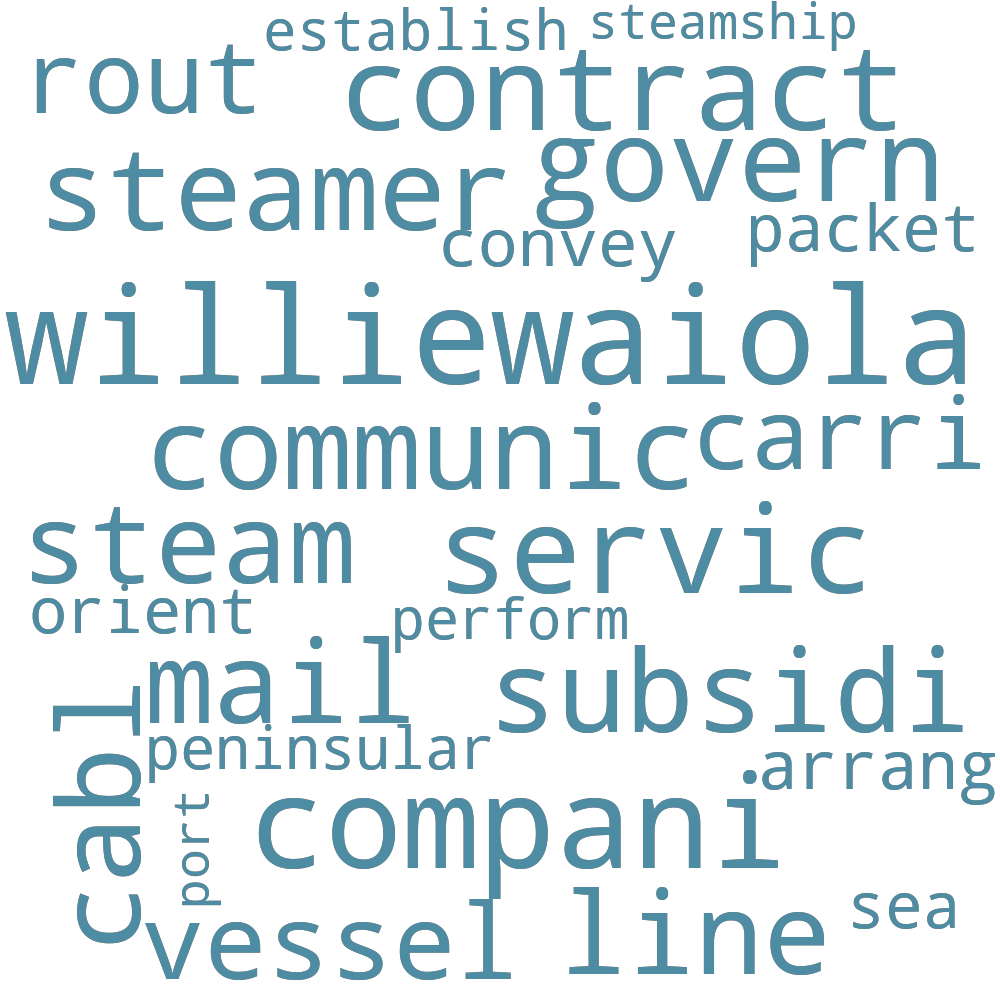 establish steamship
rout contract
steamer govern
convey packet
williewaiola
communic carri
steam servic
orient perform
mail subsidi
cabl peninsular arrang
port compani
vessel line sea